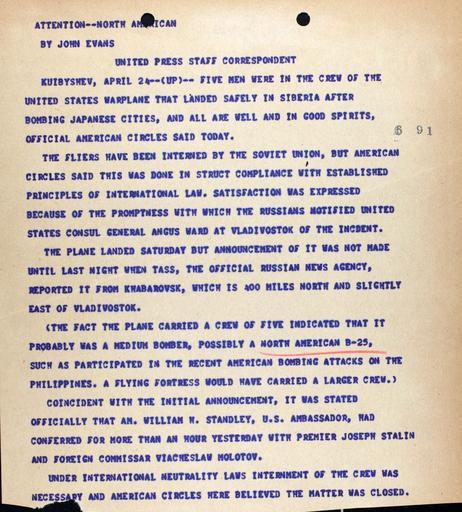 ATTENTION--NORTH AMERICAN
BY JOHN EVANS
UNITED PRESS STAFF CORRESPONDENT
KUIBYSHEV, APRIL 24--(UP)-- FIVE MEN WERE IN THE CREW OF THE
UNITED STATES WARPLANE THAT LANDED SAFELY IN SIBERIA AFTER
BOMBING JAPANESE CITIES, AND ALL ARE WELL AND IN GOOD SPIRITS,
OFFICIAL AMERICAN CIRCLES SAID TODAY.
6 91
THE FLIERS HAVE BEEN INTERNED BY THE SOVIET UNION, BUT AMERICAN
CIRCLES SAID THIS WAS DONE IN STRUCT COMPLIANCE WITH ESTABLISHED
PRINCIPLES OF INTERNATIONAL LAW. SATISFACTION WAS EXPRESSED
BECAUSE OF THE PROMPTNESS WITH WHICH THE RUSSIANS NOTIFIED UNITED
STATES CONSUL GENERAL ANGUS WARD AT VLADIVOSTOK OF THE INCDENT.
THE PLANE LANDED SATURDAY BUT ANNOUNCEMENT OF IT WAS NOT MADE
UNTIL LAST NIGHT WHEN TASS, THE OFFICIAL RUSSIAN NEWS AGENCY,
REPORTED IT FROM KHABAROVSK, WHICH IS 400 MILES NORTH AND SLIGHTLY
EAST OF VLADIVOSTOK.
(THE FACT THE PLANE CARRIED A CREW OF FIVE INDICATED THAT IT
PROBABLY WAS A MEDIUM BOMBER, POSSIBLY A NORTH AMERICAN B-25,
SUCH AS PARTICIPATED IN THE RECENT AMERICAN BOMBING ATTACKS ON THE
PHILIPPINES. A FLYING FORTRESS WOULD HAVE CARRIED A LARGER CREW.)
COINCIDENT WITH THE INITIAL ANNOUNCEMENT, IT WAS STATED
OFFICIALLY THAT AM. WILLIAM H. STANDLEY, U.S. AMBASSADOR, HAD
CONFERRED FOR MORE THAN AN HOUR YESTERDAY WITH PREMIER JOSEPH STALIN
AND FOREIGN COMMISSAR VIACHESLAW MOLOTOV.
UNDER INTERNATIONAL NEUTRALITY LAWS INTERNMENT OF THE CREW WAS
NECESSARY AND AMERICAN CIRCLES HERE BELIEVED THE MATTER WAS CLOSED.